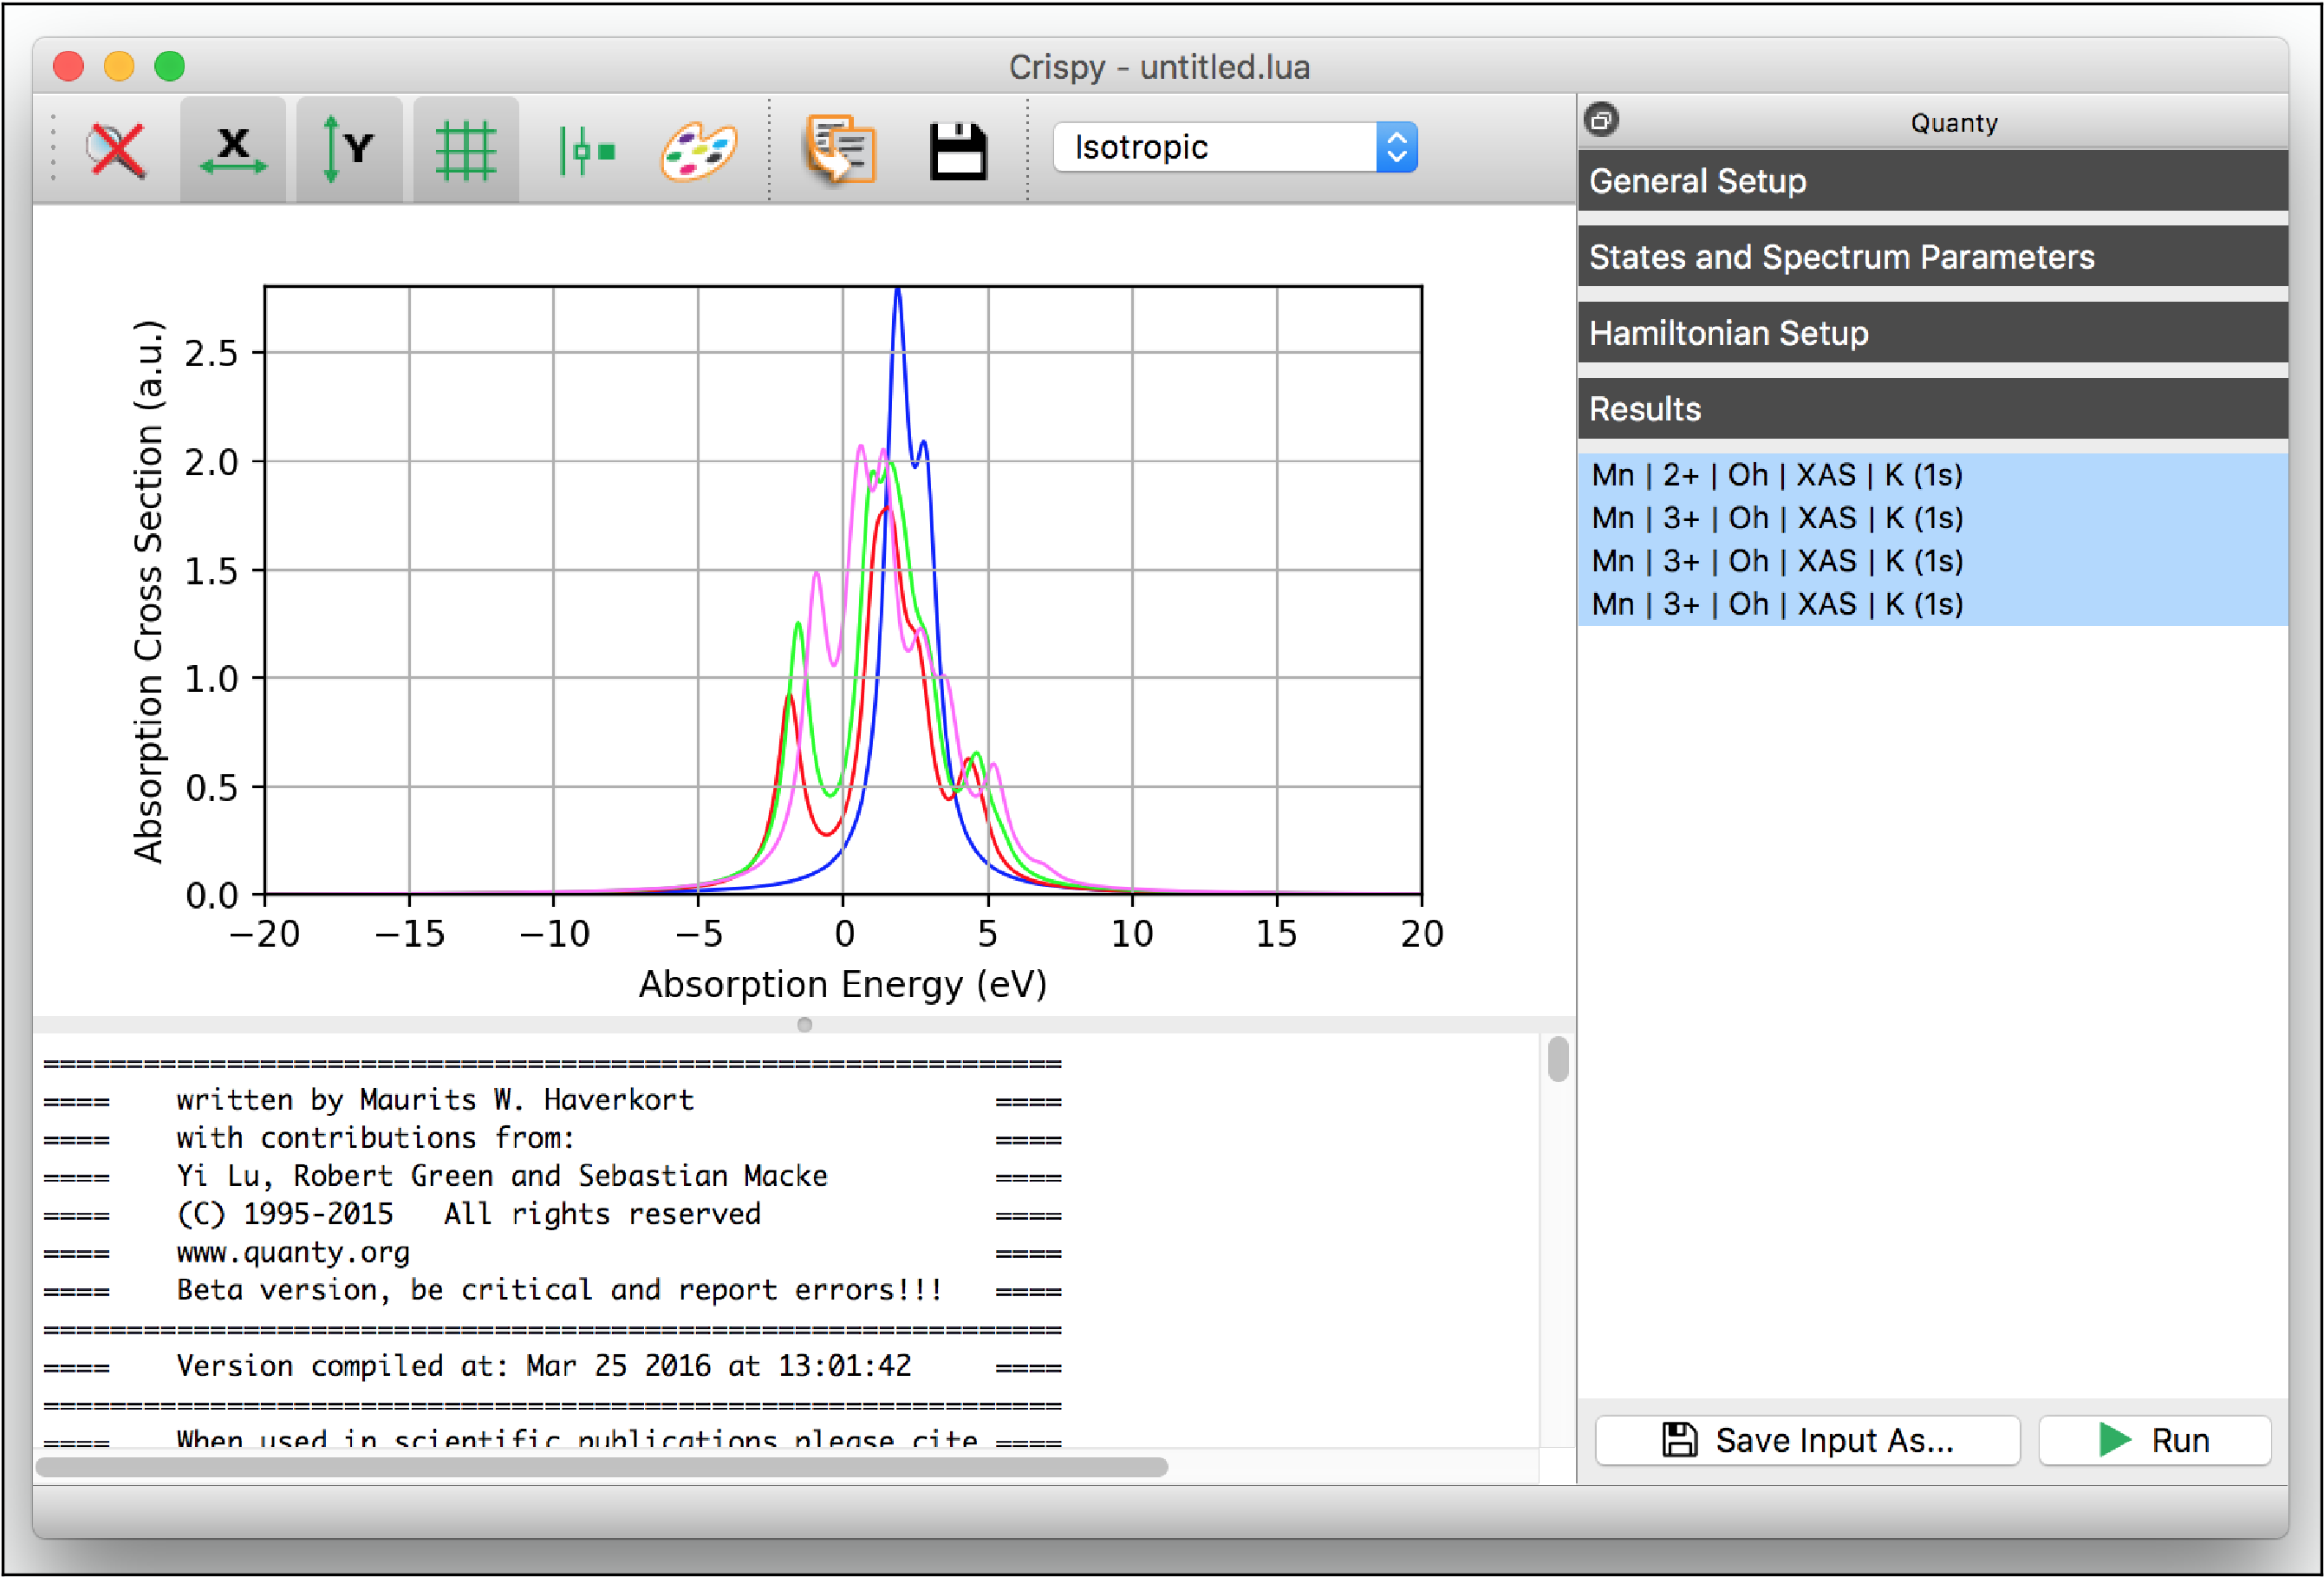 Crispy - untitled.lua
X
Y
Isotropic
Absorption Cross Section (a.u.)
2.5
2.0
1.5
1.0
0.5
0.0
−20
−15
−10
−5
0
5
10
15
20
Absorption Energy (eV)
=============================================================
==== written by Maurits W. Haverkort ====
==== with contributions from: ====
==== Yi Lu, Robert Green and Sebastian Macke ====
==== (C) 1995-2015 All rights reserved ====
==== www.quanty.org ====
==== Beta version, be critical and report errors!!! ====
=============================================================
==== Version compiled at: Mar 25 2016 at 13:01:42 ====
=============================================================
==== When used in scientific publications please cite ====
Quanty
General Setup
States and Spectrum Parameters
Hamiltonian Setup
Results
Mn | 2+ | Oh | XAS | K (1s)
Mn | 3+ | Oh | XAS | K (1s)
Mn | 3+ | Oh | XAS | K (1s)
Mn | 3+ | Oh | XAS | K (1s)
Save Input As...
Run